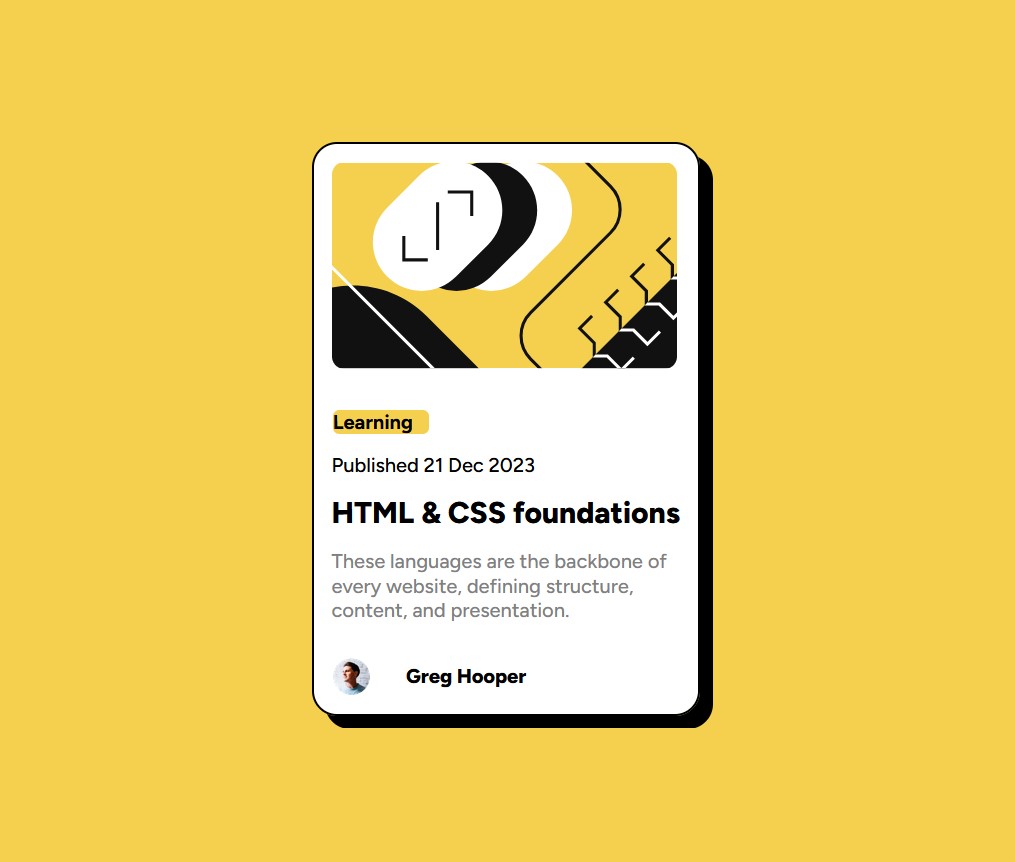 Learning
Published 21 Dec 2023
HTML & CSS foundations
These languages are the backbone of
every website, defining structure,
content, and presentation.
Greg Hooper